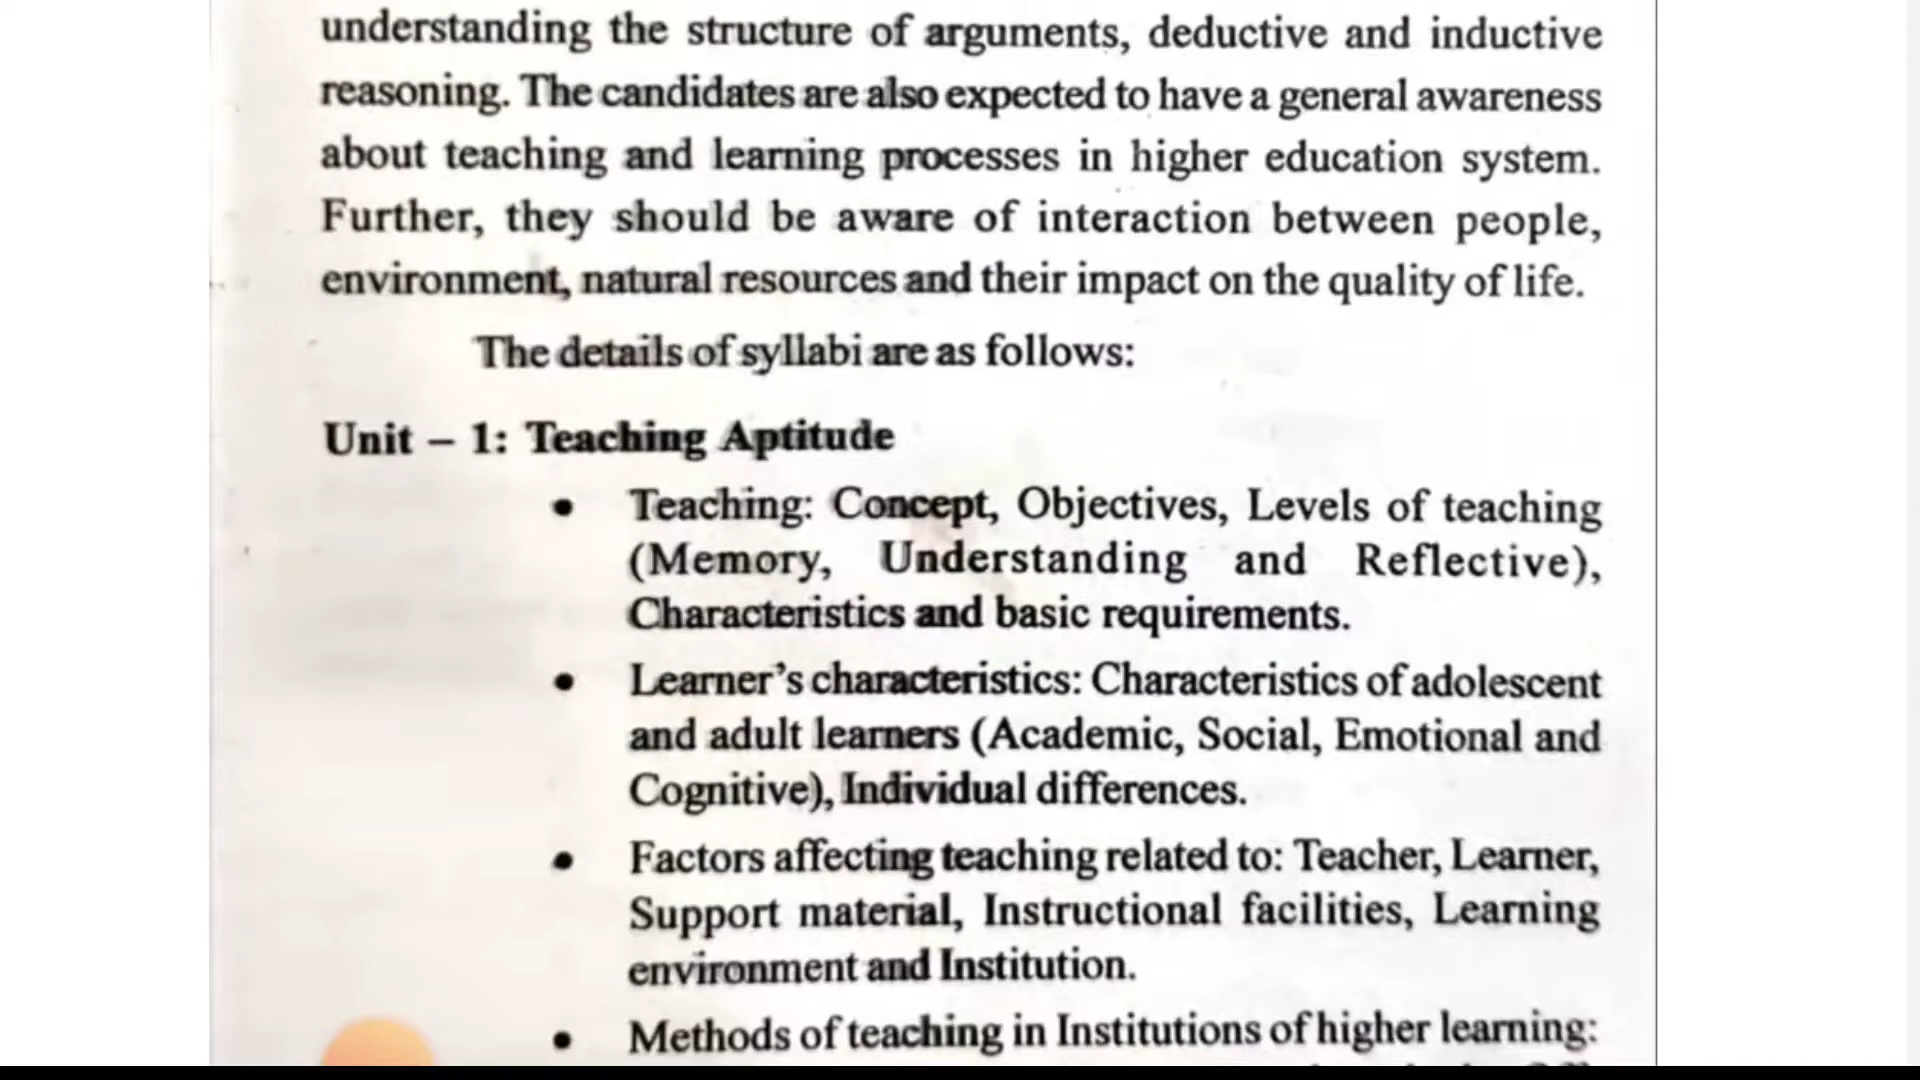 understanding the structure of arguments, deductive and inductive
reasoning. The candidates are also expected to have a general awareness
about teaching and learning processes in higher education system.
Further, they should be aware of interaction between people,
environment, natural resources and their impact on the quality of life.
The details of syllabi are as follows:
Unit – 1: Teaching Aptitude
• Teaching: Concept, Objectives, Levels of teaching
(Memory, Understanding and Reflective),
Characteristics and basic requirements.
• Learner’s characteristics: Characteristics of adolescent
and adult learners (Academic, Social, Emotional and
Cognitive), Individual differences.
• Factors affecting teaching related to: Teacher, Learner,
Support material, Instructional facilities, Learning
environment and Institution.
• Methods of teaching in Institutions of higher learning: